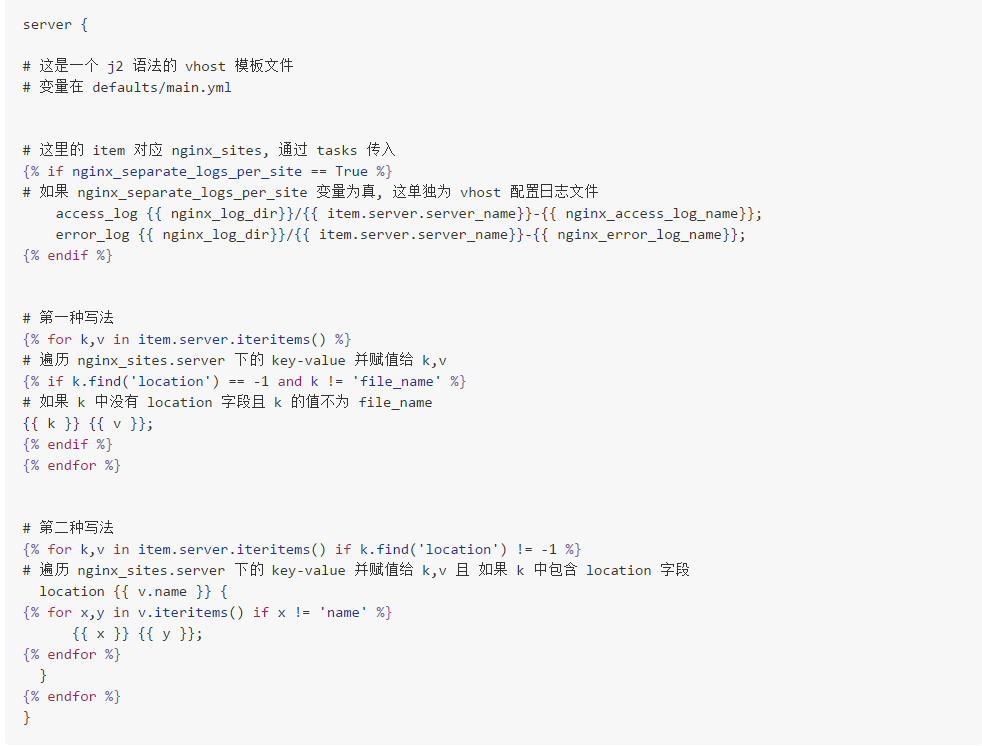 server {
# 这是一个 j2 语法的 vhost 模板文件
# 变量在 defaults/main.yml
# 这里的 item 对应 nginx_sites, 通过 tasks 传入
{% if nginx_separate_logs_per_site == True %}
# 如果 nginx_separate_logs_per_site 变量为真, 这单独为 vhost 配置日志文件
    access_log {{ nginx_log_dir}}/{{ item.server.server_name}}-{{ nginx_access_log_name}};
    error_log {{ nginx_log_dir}}/{{ item.server.server_name}}-{{ nginx_error_log_name}};
{% endif %}
# 第一种写法
{% for k,v in item.server.iteritems() %}
# 遍历 nginx_sites.server 下的 key-value 并赋值给 k,v
{% if k.find('location') == -1 and k != 'file_name' %}
# 如果 k 中没有 location 字段且 k 的值不为 file_name
{{ k }} {{ v }};
{% endif %}
{% endfor %}
# 第二种写法
{% for k,v in item.server.iteritems() if k.find('location') != -1 %}
# 遍历 nginx_sites.server 下的 key-value 并赋值给 k,v 且 如果 k 中包含 location 字段
  location {{ v.name }} {
{% for x,y in v.iteritems() if x != 'name' %}
      {{ x }} {{ y }};
{% endfor %}
  }
{% endfor %}
}